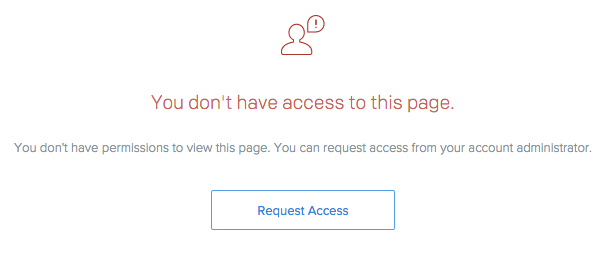 You don't have access to this page.
You don't have permissions to view this page. You can request access from your account administrator.
Request Access